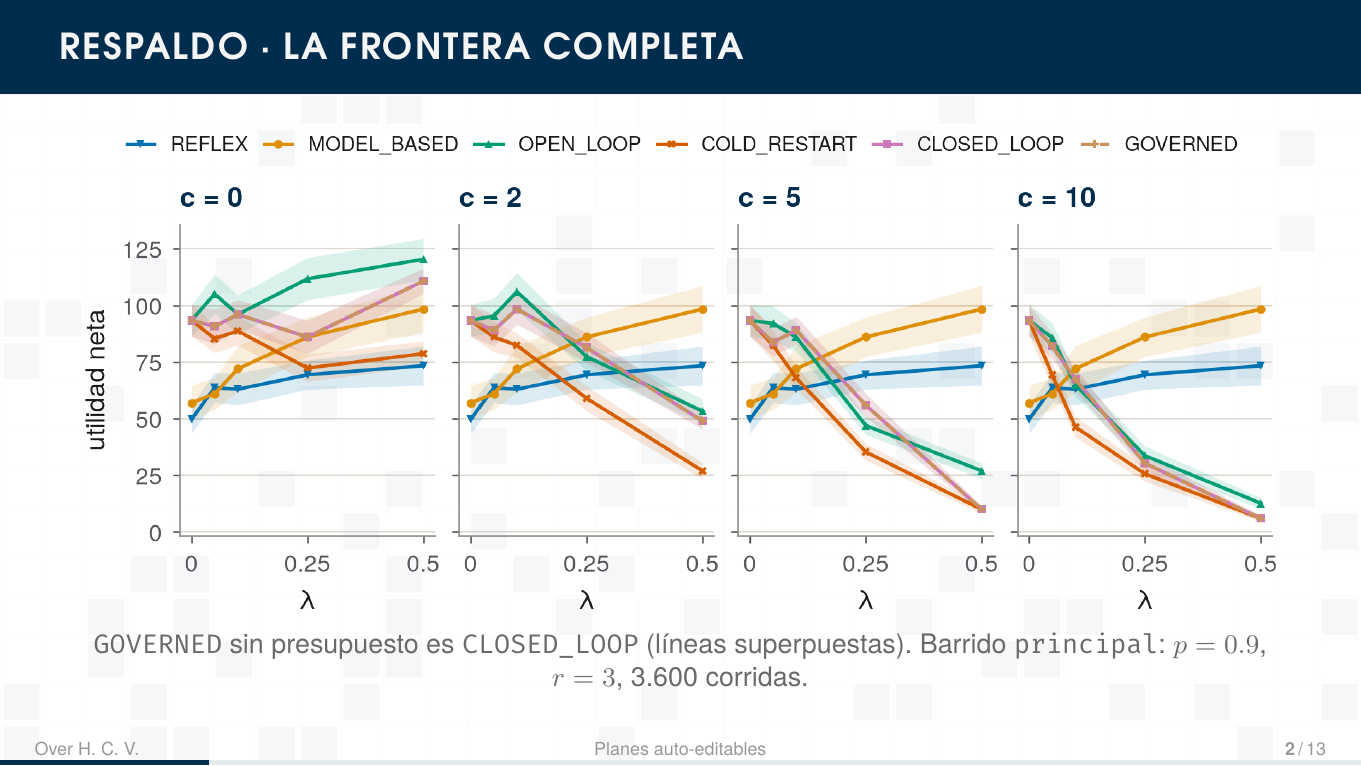 RESPALDO · LA FRONTERA COMPLETA
REFLEX MODEL_BASED OPEN_LOOP COLD_RESTART CLOSED_LOOP GOVERNED
c = 0 c = 2 c = 5 c = 10
utilidad neta
125
100
75
50
25
0
0 0.25 0.5 0 0.25 0.5 0 0.25 0.5 0 0.25 0.5
λ λ λ λ
GOVERNED sin presupuesto es CLOSED_LOOP (líneas superpuestas). Barrido principal: p = 0.9,
r = 3, 3.600 corridas.
Over H. C. V. Planes auto-editables 2/13